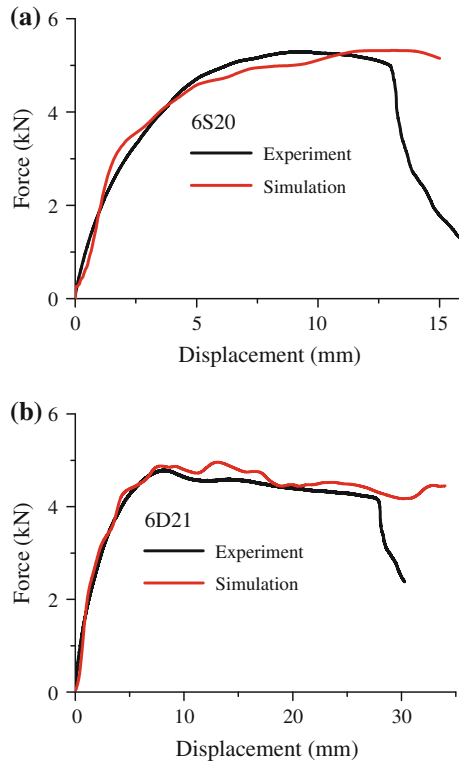 (a)
6
4
2
0
Force (kN)
6S20
Experiment
Simulation
0 5 10 15
Displacement (mm)
(b)
6
4
2
0
Force (kN)
6D21
Experiment
Simulation
0 10 20 30
Displacement (mm)